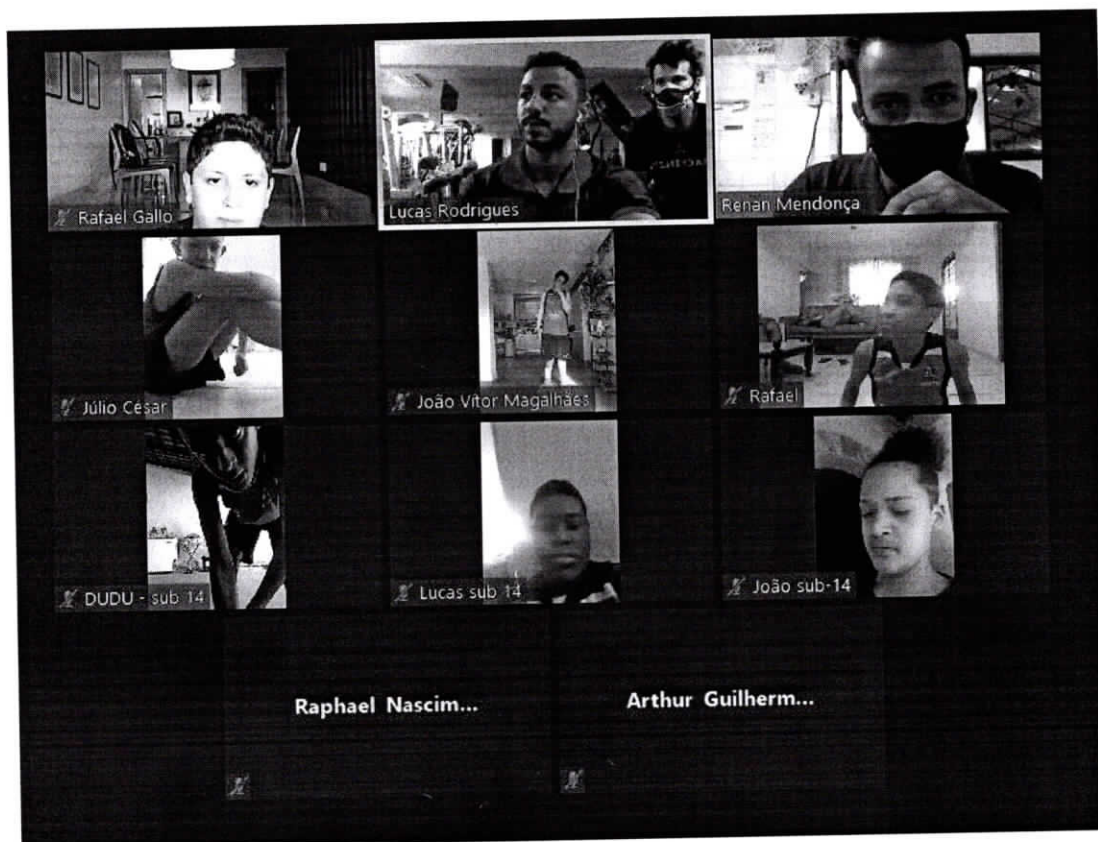 Rafael Gallo
Lucas Rodrigues
Renan Mendonça
Júlio César
João Vitor Magalhães
Rafael
DUDU - sub 14
Lucas sub 14
João sub-14
Raphael Nascim...
Arthur Guilherm...